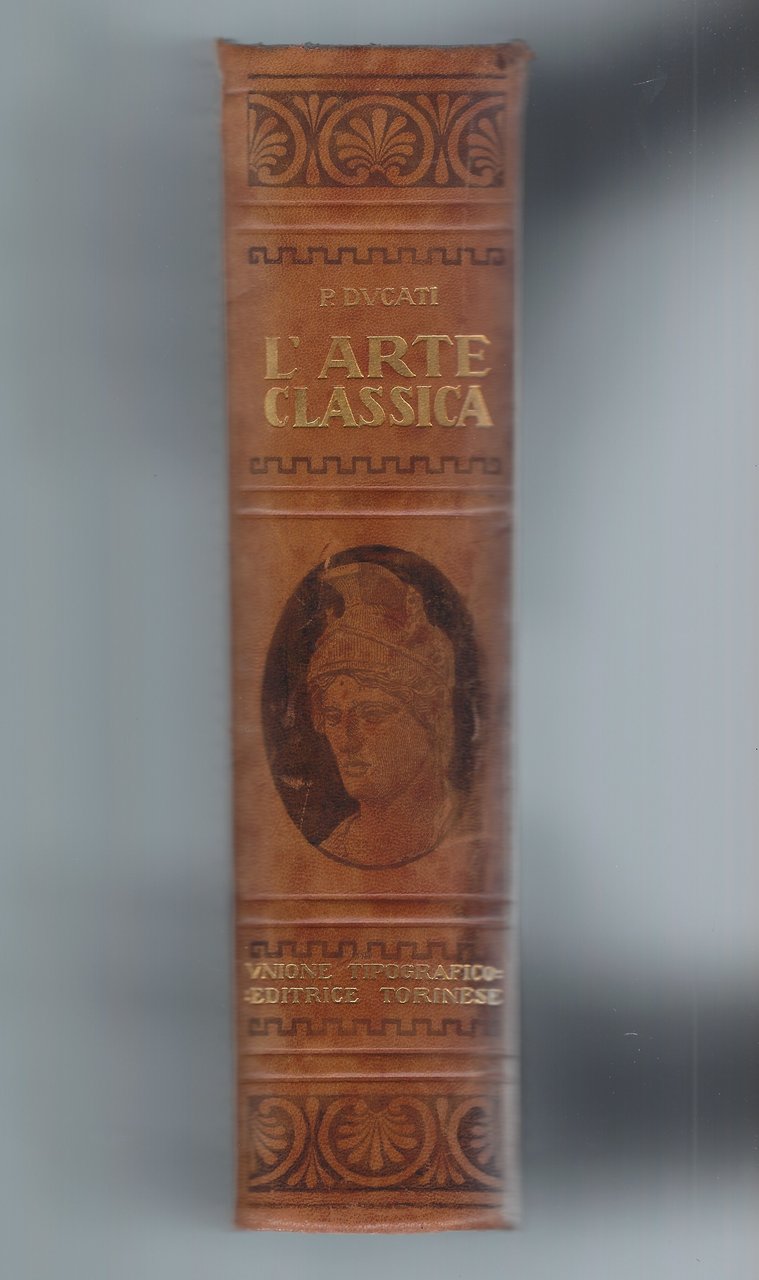 P. DVCATI
L' ARTE
CLASSICA
VNIONE TIPOGRAFICO=
=EDITRICE TORINESE